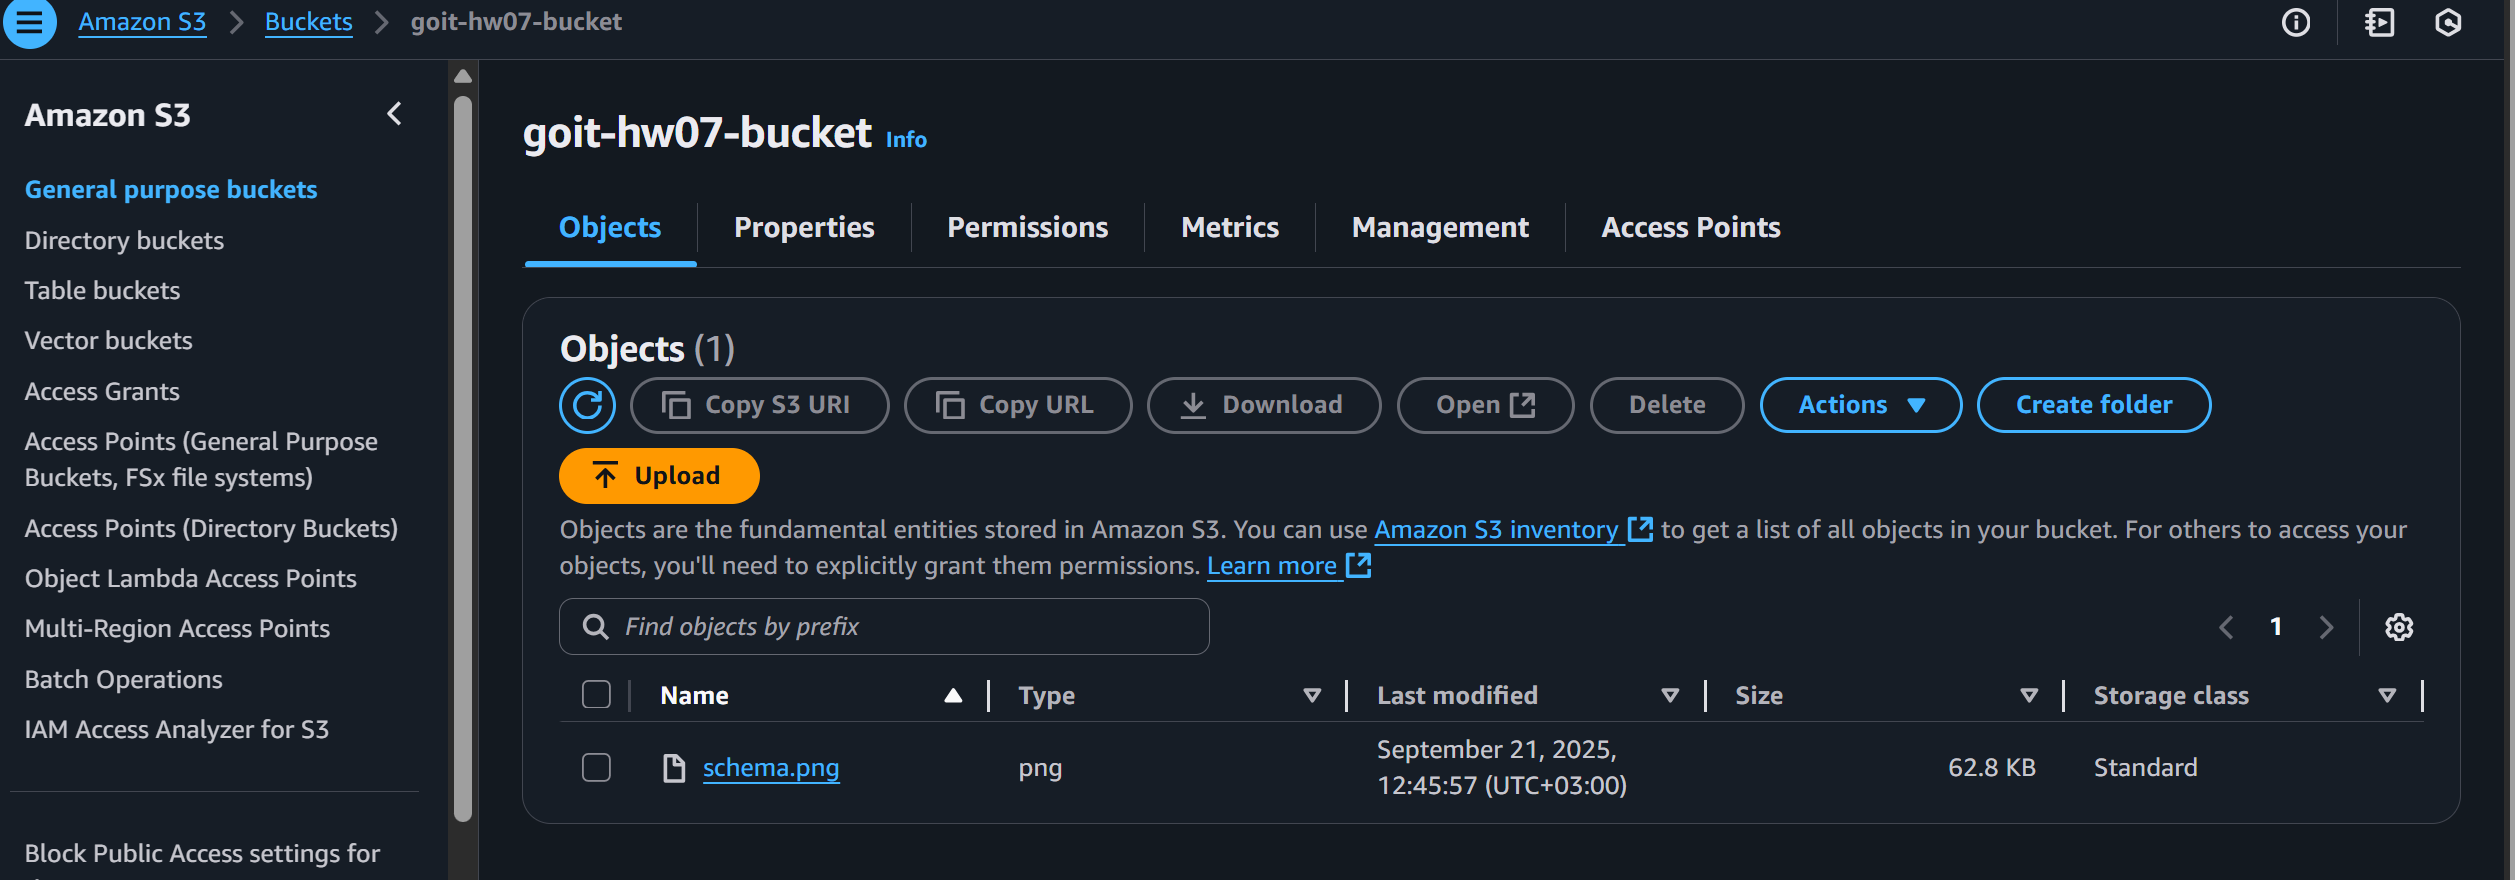 Amazon S3 > Buckets > goit-hw07-bucket
Amazon S3
General purpose buckets
Directory buckets
Table buckets
Vector buckets
Access Grants
Access Points (General Purpose
Buckets, FSx file systems)
Access Points (Directory Buckets)
Object Lambda Access Points
Multi-Region Access Points
Batch Operations
IAM Access Analyzer for S3
Block Public Access settings for
goit-hw07-bucket Info
Objects Properties Permissions Metrics Management Access Points
Objects (1)
Copy S3 URI Copy URL Download Open Delete Actions Create folder
Upload
Objects are the fundamental entities stored in Amazon S3. You can use Amazon S3 inventory to get a list of all objects in your bucket. For others to access your
objects, you'll need to explicitly grant them permissions. Learn more
Find objects by prefix
1
Name Type Last modified Size Storage class
schema.png png September 21, 2025, 62.8 KB Standard
12:45:57 (UTC+03:00)